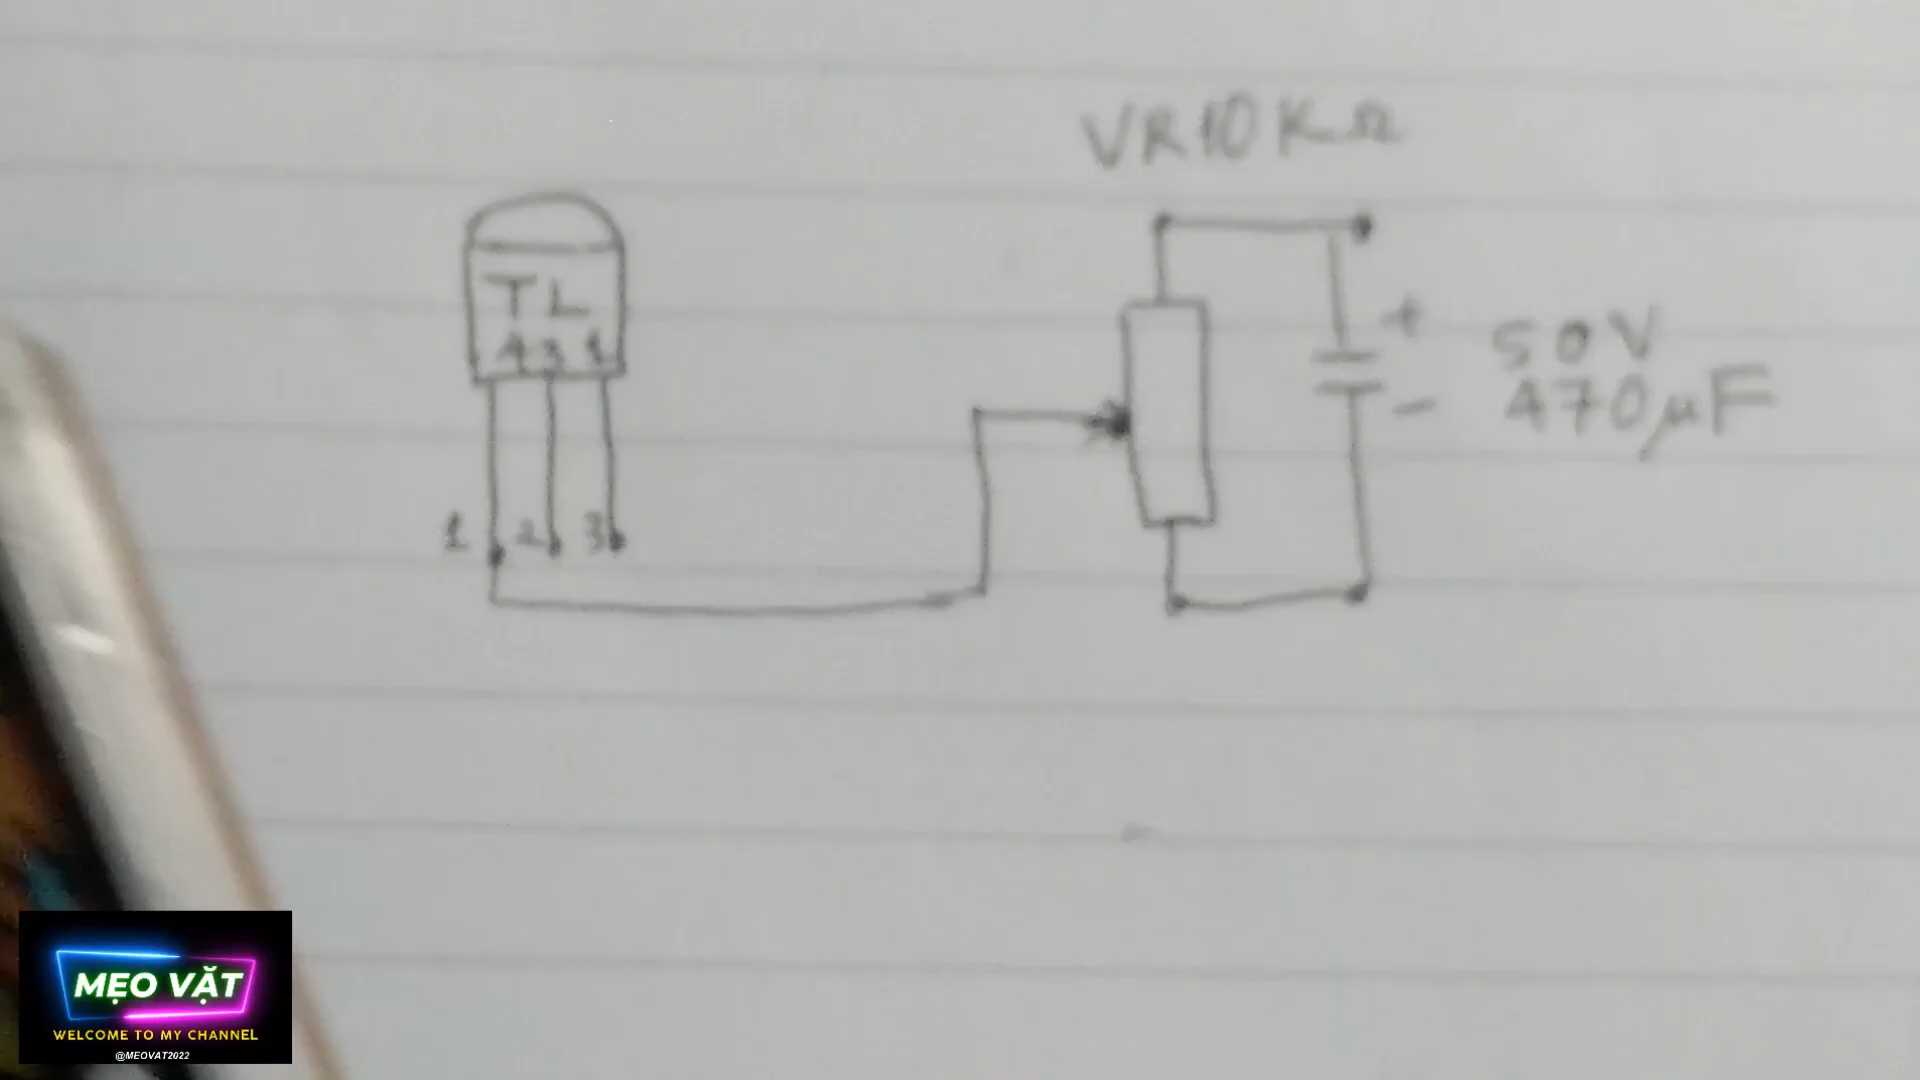 VR10KΩ
TL
431
+
50V
470µF
-
1 2 3
MẸO VẶT
WELCOME TO MY CHANNEL
@MEOVAT2022